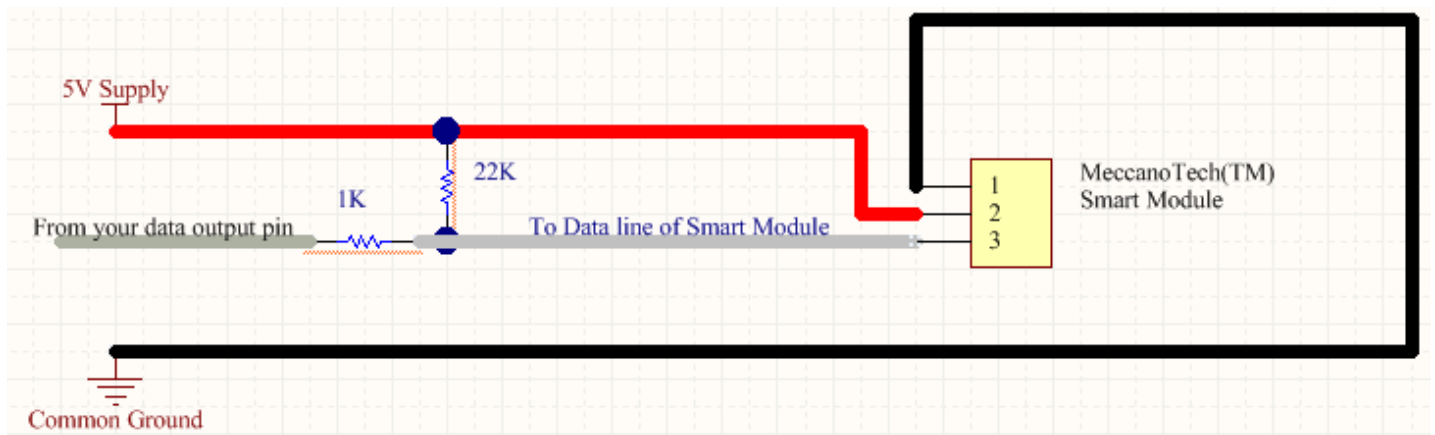 5V Supply
22K
1K
From your data output pin
To Data line of Smart Module
1
2
3
MeccanoTech(TM)
Smart Module
Common Ground